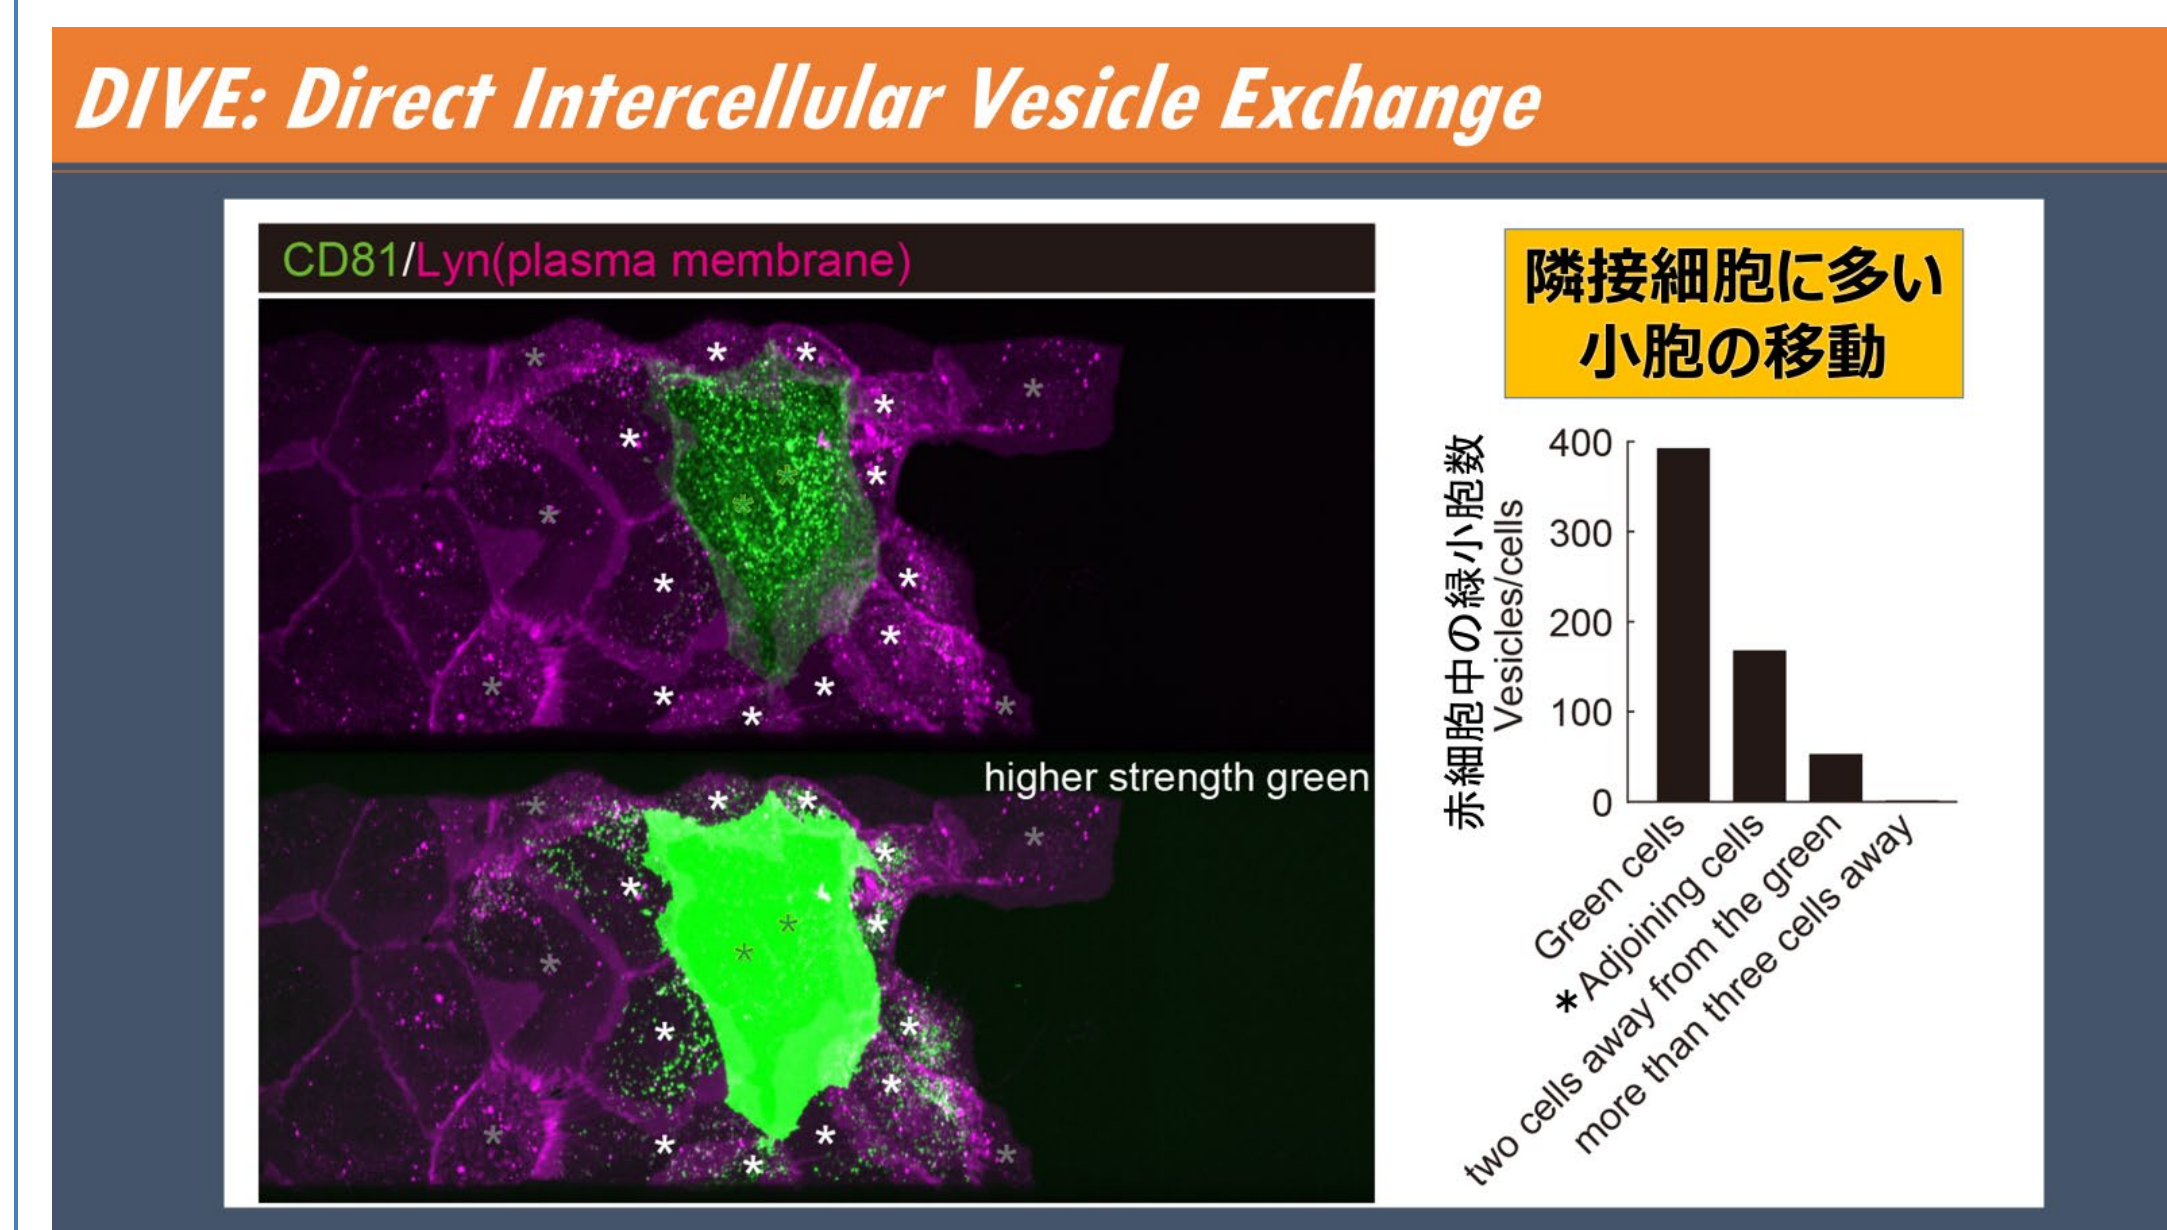 DIVE: Direct Intercellular Vesicle Exchange
CD81/Lyn(plasma membrane)
higher strength green
隣接細胞に多い
小胞の移動
赤細胞中の緑小胞数
Vesicles/cells
400
300
200
100
0
Green cells
*Adjoining cells
two cells away from the green
more than three cells away